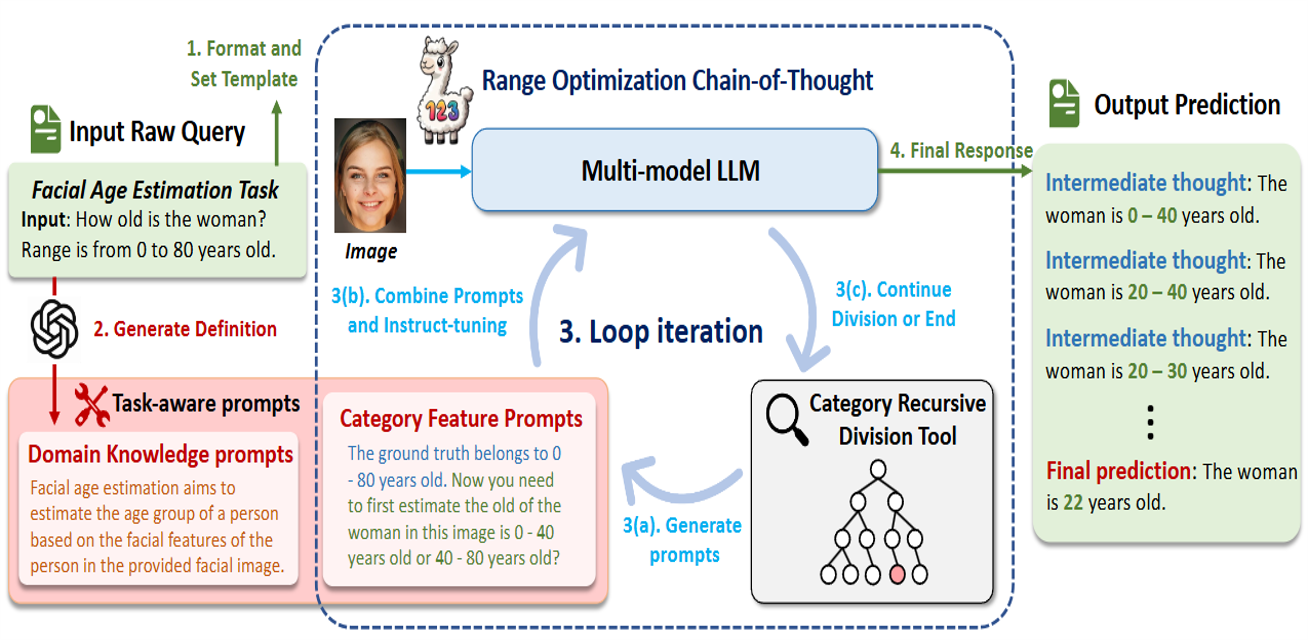 1. Format and
Set Template
Input Raw Query
Facial Age Estimation Task
Input: How old is the woman?
Range is from 0 to 80 years old.
2. Generate Definition
Task-aware prompts
Domain Knowledge prompts
Facial age estimation aims to
estimate the age group of a person
based on the facial features of the
person in the provided facial image.
123
Range Optimization Chain-of-Thought
Image
Multi-model LLM
3(b). Combine Prompts
and Instruct-tuning
3. Loop iteration
3(c). Continue
Division or End
Category Feature Prompts
The ground truth belongs to 0
- 80 years old. Now you need
to first estimate the old of the
woman in this image is 0 - 40
years old or 40 - 80 years old?
3(a). Generate
prompts
Category Recursive
Division Tool
4. Final Response
Output Prediction
Intermediate thought: The
woman is 0 – 40 years old.
Intermediate thought: The
woman is 20 – 40 years old.
Intermediate thought: The
woman is 20 – 30 years old.
Final prediction: The woman
is 22 years old.